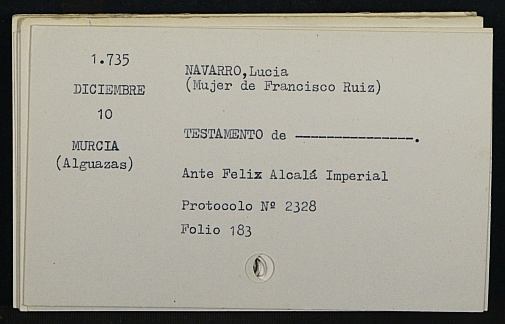 1.735
DICIEMBRE
10
MURCIA
(Alguazas)
NAVARRO,Lucia
(Mujer de Francisco Ruiz)
TESTAMENTO de ---------------.
Ante Felix Alcalá Imperial
Protocolo Nº 2328
Folio 183